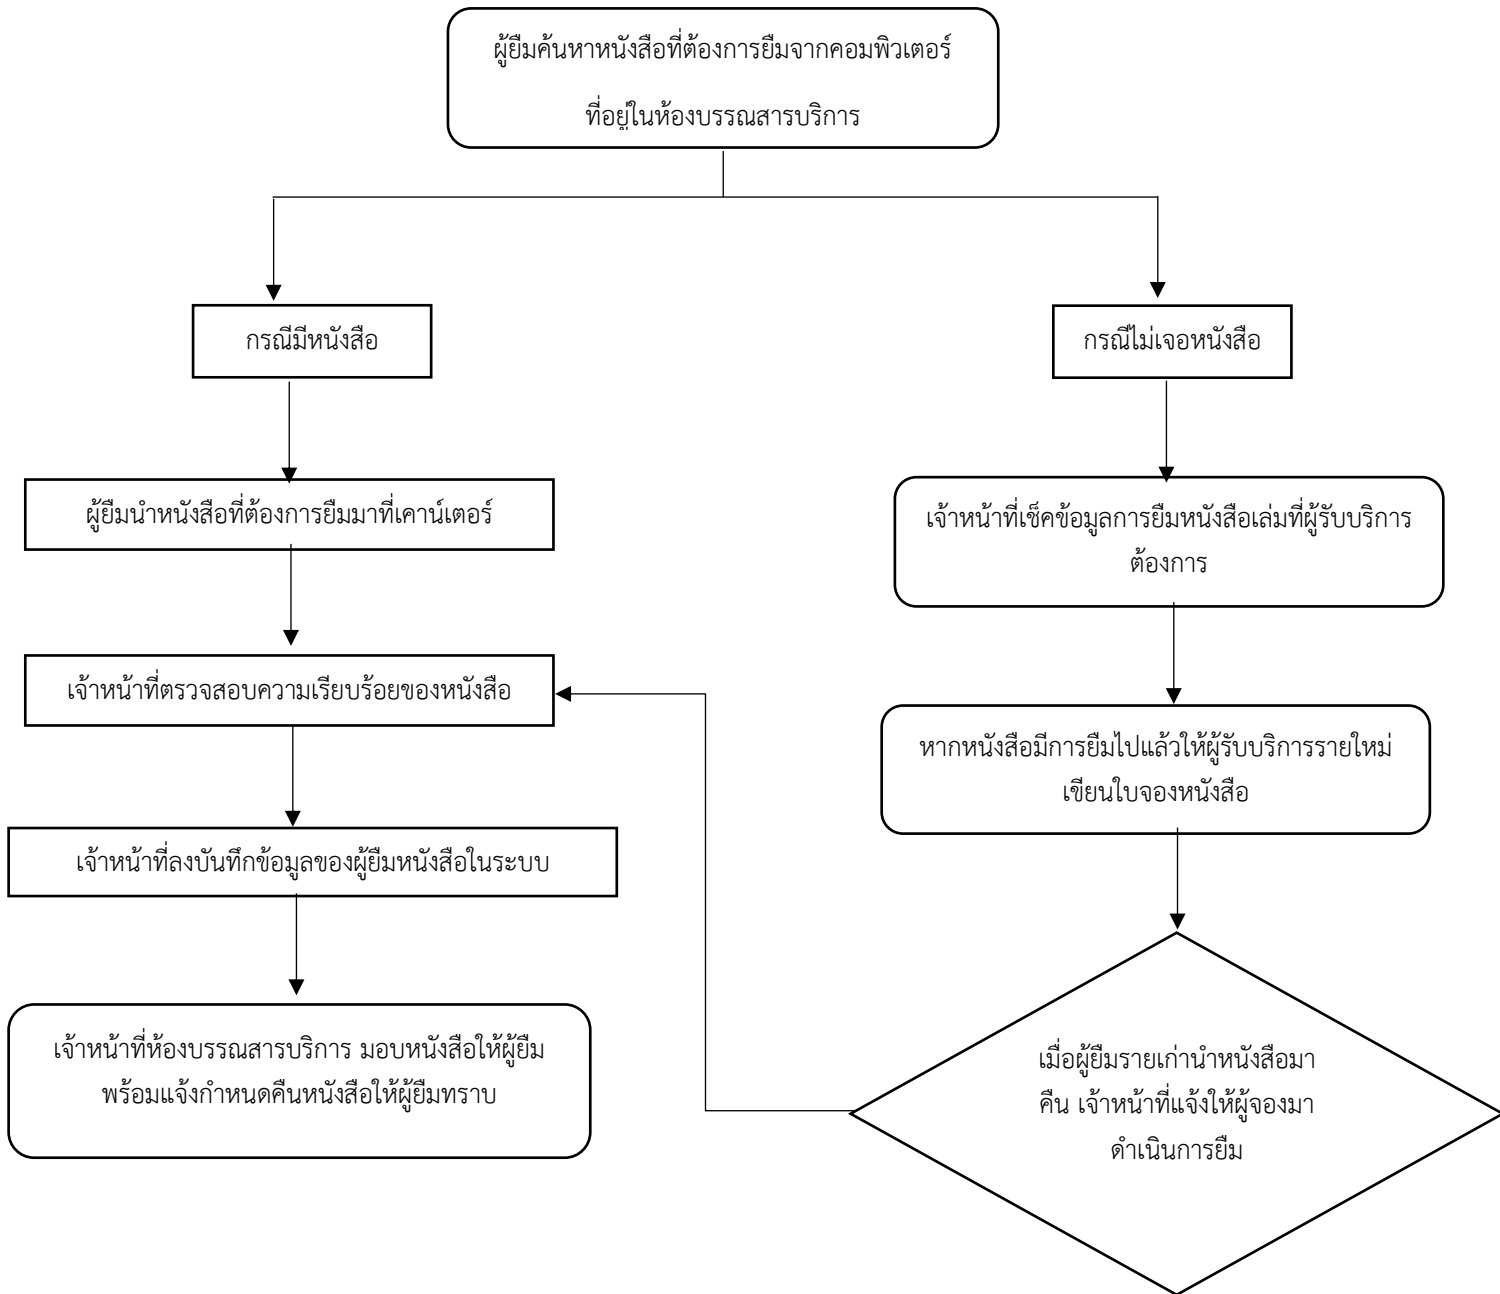 ผู้ยืมค้นหาหนังสือที่ต้องการยืมจากคอมพิวเตอร์
ที่อยู่ในห้องบรรณสารบริการ
กรณีมีหนังสือ
กรณีไม่เจอหนังสือ
ผู้ยืมนำหนังสือที่ต้องการยืมมาที่เคาน์เตอร์
เจ้าหน้าที่เช็คข้อมูลการยืมหนังสือเล่มที่ผู้รับบริการ
ต้องการ
เจ้าหน้าที่ตรวจสอบความเรียบร้อยของหนังสือ
หากหนังสือมีการยืมไปแล้วให้ผู้รับบริการรายใหม่
เขียนใบจองหนังสือ
เจ้าหน้าที่ลงบันทึกข้อมูลของผู้ยืมหนังสือในระบบ
เจ้าหน้าที่ห้องบรรณสารบริการ มอบหนังสือให้ผู้ยืม
พร้อมแจ้งกำหนดคืนหนังสือให้ผู้ยืมทราบ
เมื่อผู้ยืมรายเก่านำหนังสือมา
คืน เจ้าหน้าที่แจ้งให้ผู้จองมา
ดำเนินการยืม